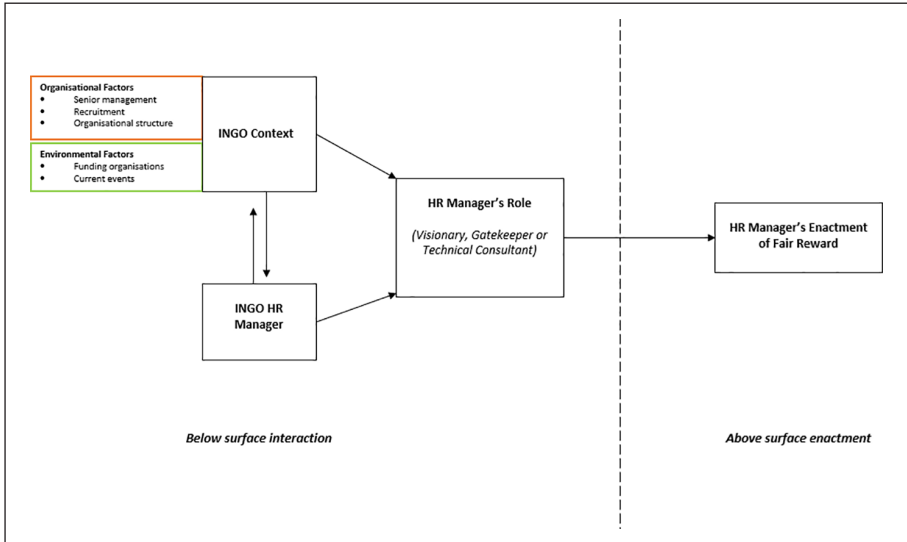 Organisational Factors
• Senior management
• Recruitment
• Organisational structure
INGO Context
Environmental Factors
• Funding organisations
• Current events
HR Manager's Role
(Visionary, Gatekeeper or
Technical Consultant)
HR Manager's Enactment
of Fair Reward
INGO HR
Manager
Below surface interaction
Above surface enactment